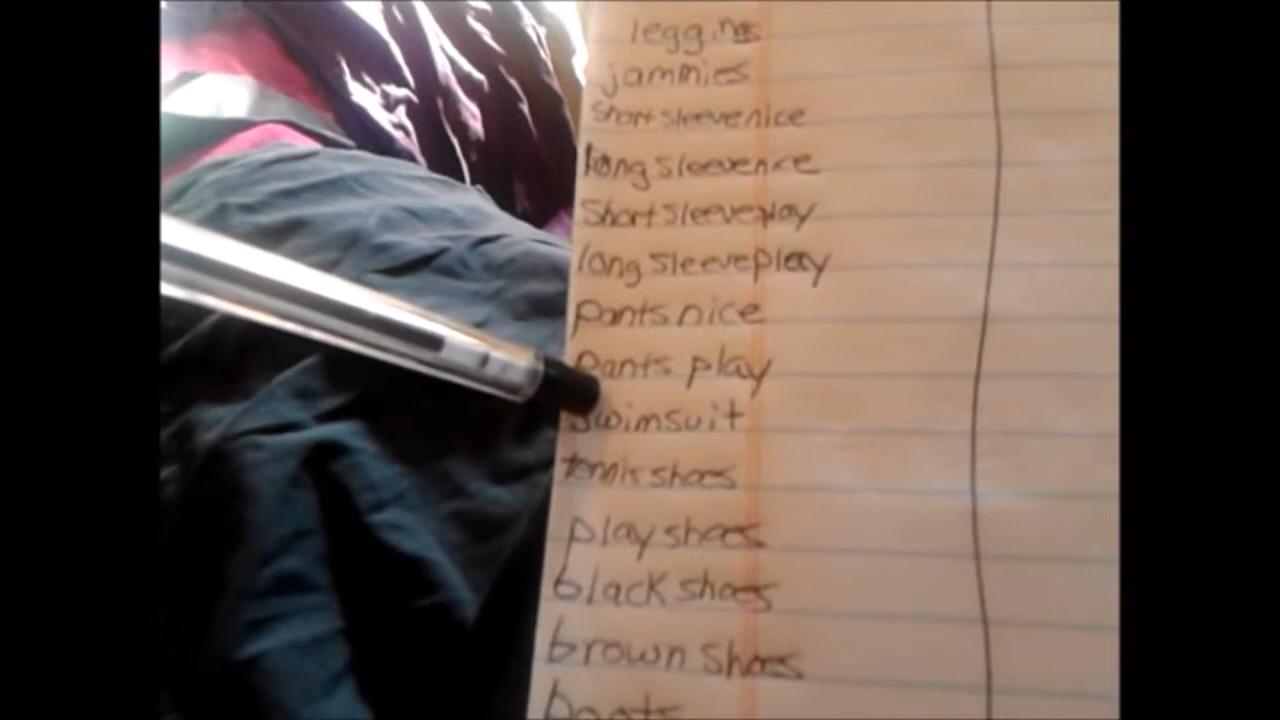 leggings
jammies
short sleeve nice
long sleeve nice
short sleeve play
long sleeve play
pants nice
pants play
swimsuit
tennis shoes
play shoes
black shoes
brown shoes
boots